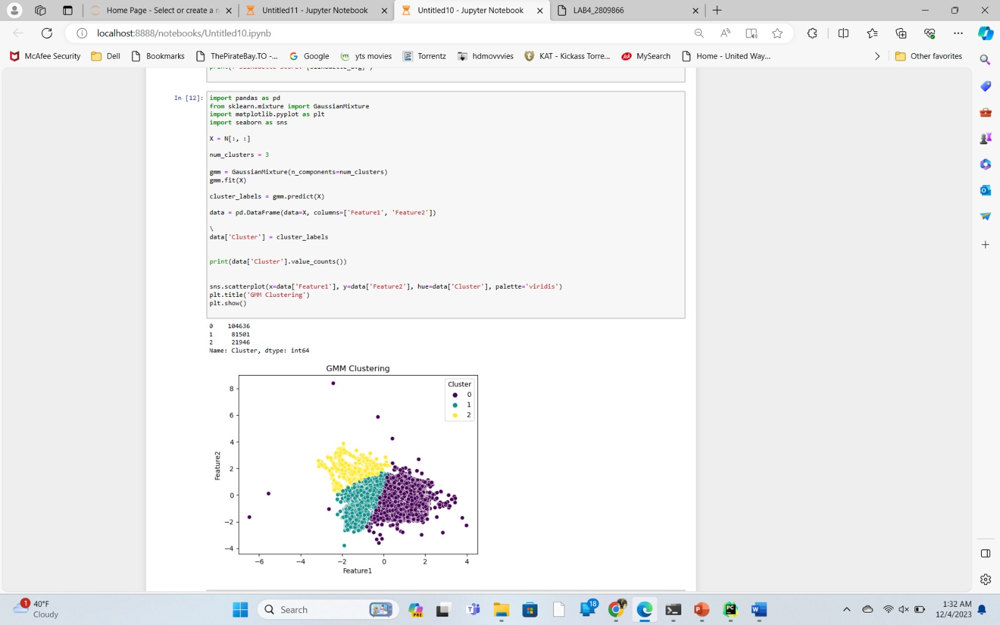 Home Page - Select or create a n
Untitled11 - Jupyter Notebook
Untitled10 - Jupyter Notebook
LAB4_2809866
localhost:8888/notebooks/Untitled10.ipynb
McAfee Security
Dell
Bookmarks
ThePirateBay.TO -...
Google
yts movies
Torrentz
hdmovvvies
KAT - Kickass Torre...
MySearch
Home - United Way...
Other favorites
In [12]:
import pandas as pd
from sklearn.mixture import GaussianMixture
import matplotlib.pyplot as plt
import seaborn as sns
X = N[:, :]
num_clusters = 3
gmm = GaussianMixture(n_components=num_clusters)
gmm.fit(X)
cluster_labels = gmm.predict(X)
data = pd.DataFrame(data=X, columns=['Feature1', 'Feature2'])
\
data['Cluster'] = cluster_labels
print(data['Cluster'].value_counts())
sns.scatterplot(x=data['Feature1'], y=data['Feature2'], hue=data['Cluster'], palette='viridis')
plt.title('GMM Clustering')
plt.show()
0 104636
1 81501
2 21946
Name: Cluster, dtype: int64
GMM Clustering
Cluster
0
1
2
8
6
4
2
0
−2
−4
Feature2
−6 −4 −2 0 2 4
Feature1
1
40°F
Cloudy
Search
PRE
18
1:32 AM
12/4/2023